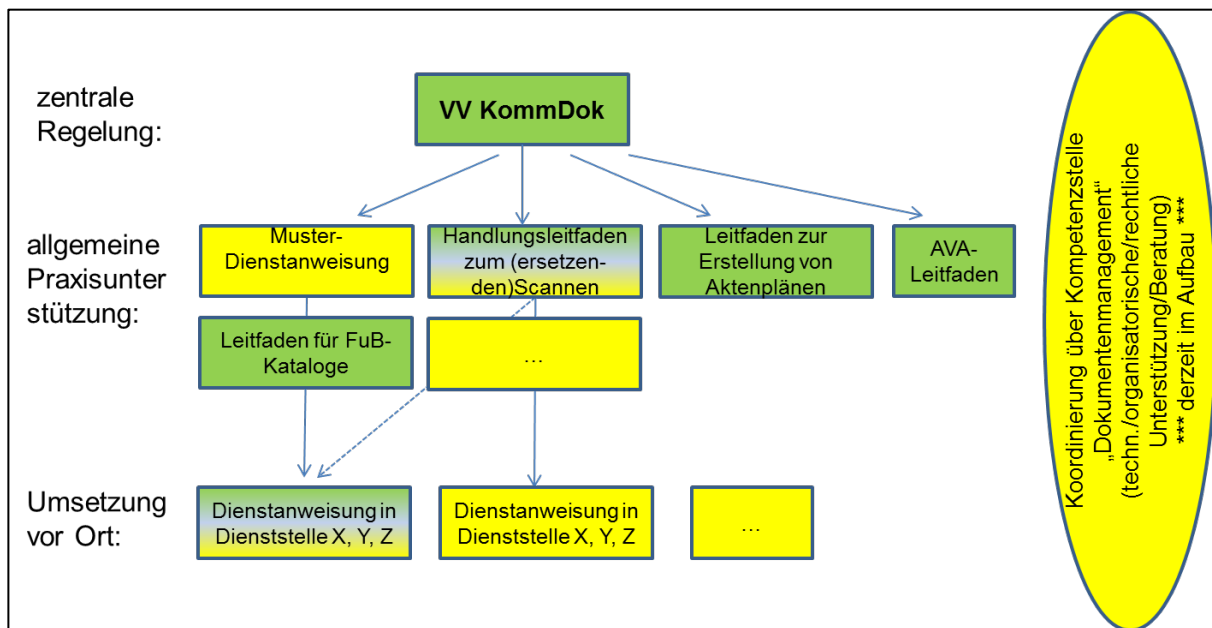 zentrale
Regelung:
VV KommDok
allgemeine
Praxisunter
stützung:
Muster-
Dienstanweisung
Handlungsleitfaden
zum (ersetzen-
den)Scannen
Leitfaden zur
Erstellung von
Aktenplänen
AVA-
Leitfaden
Leitfaden für FuB-
Kataloge
...
Umsetzung
vor Ort:
Dienstanweisung in
Dienststelle X, Y, Z
Dienstanweisung in
Dienststelle X, Y, Z
...
Koordinierung über Kompetenzstelle
„Dokumentenmanagement“
(techn./organisatorische/rechtliche
Unterstützung/Beratung)
*** derzeit im Aufbau ***